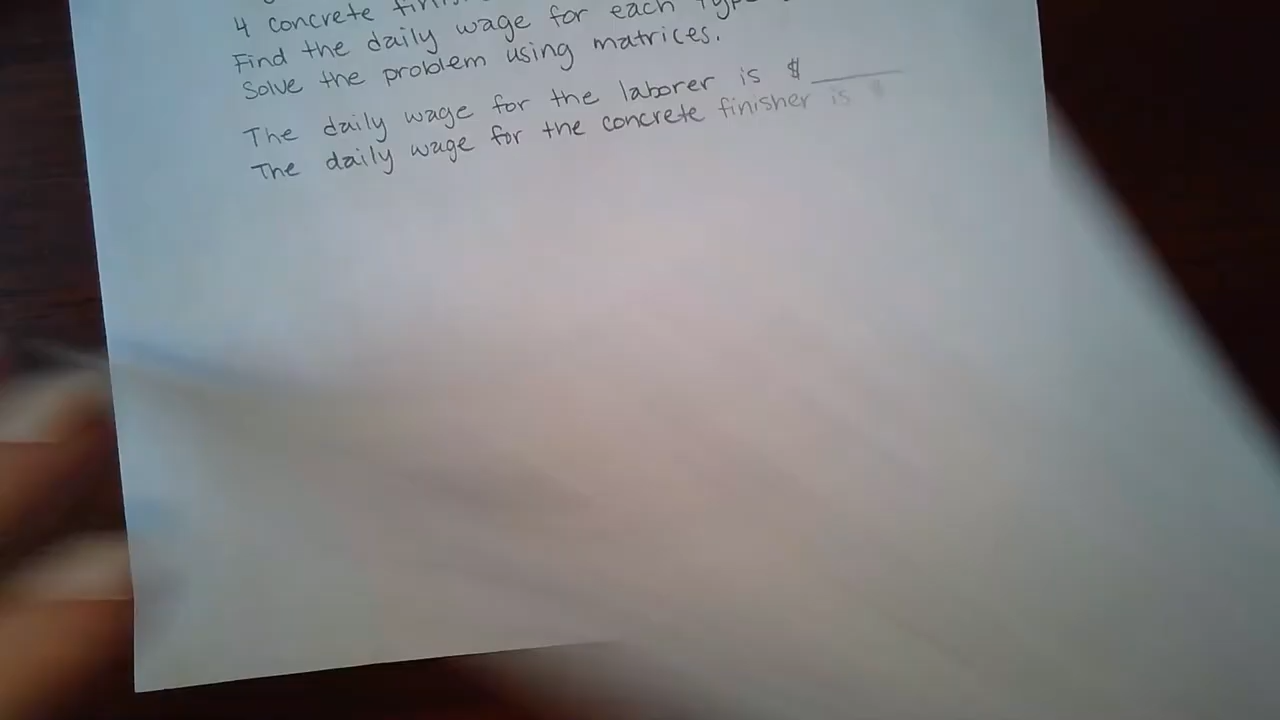 4 concrete
Find the daily wage for each
Solve the problem using matrices.
The daily wage for the laborer is $
The daily wage for the concrete finisher is $